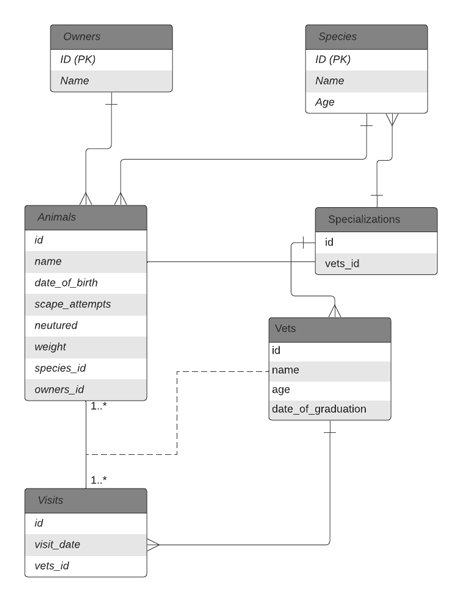 Owners
ID (PK)
Name
Species
ID (PK)
Name
Age
Animals
id
name
date_of_birth
scape_attempts
neutured
weight
species_id
owners_id
Specializations
id
vets_id
Vets
id
name
age
date_of_graduation
1..*
1..*
Visits
id
visit_date
vets_id